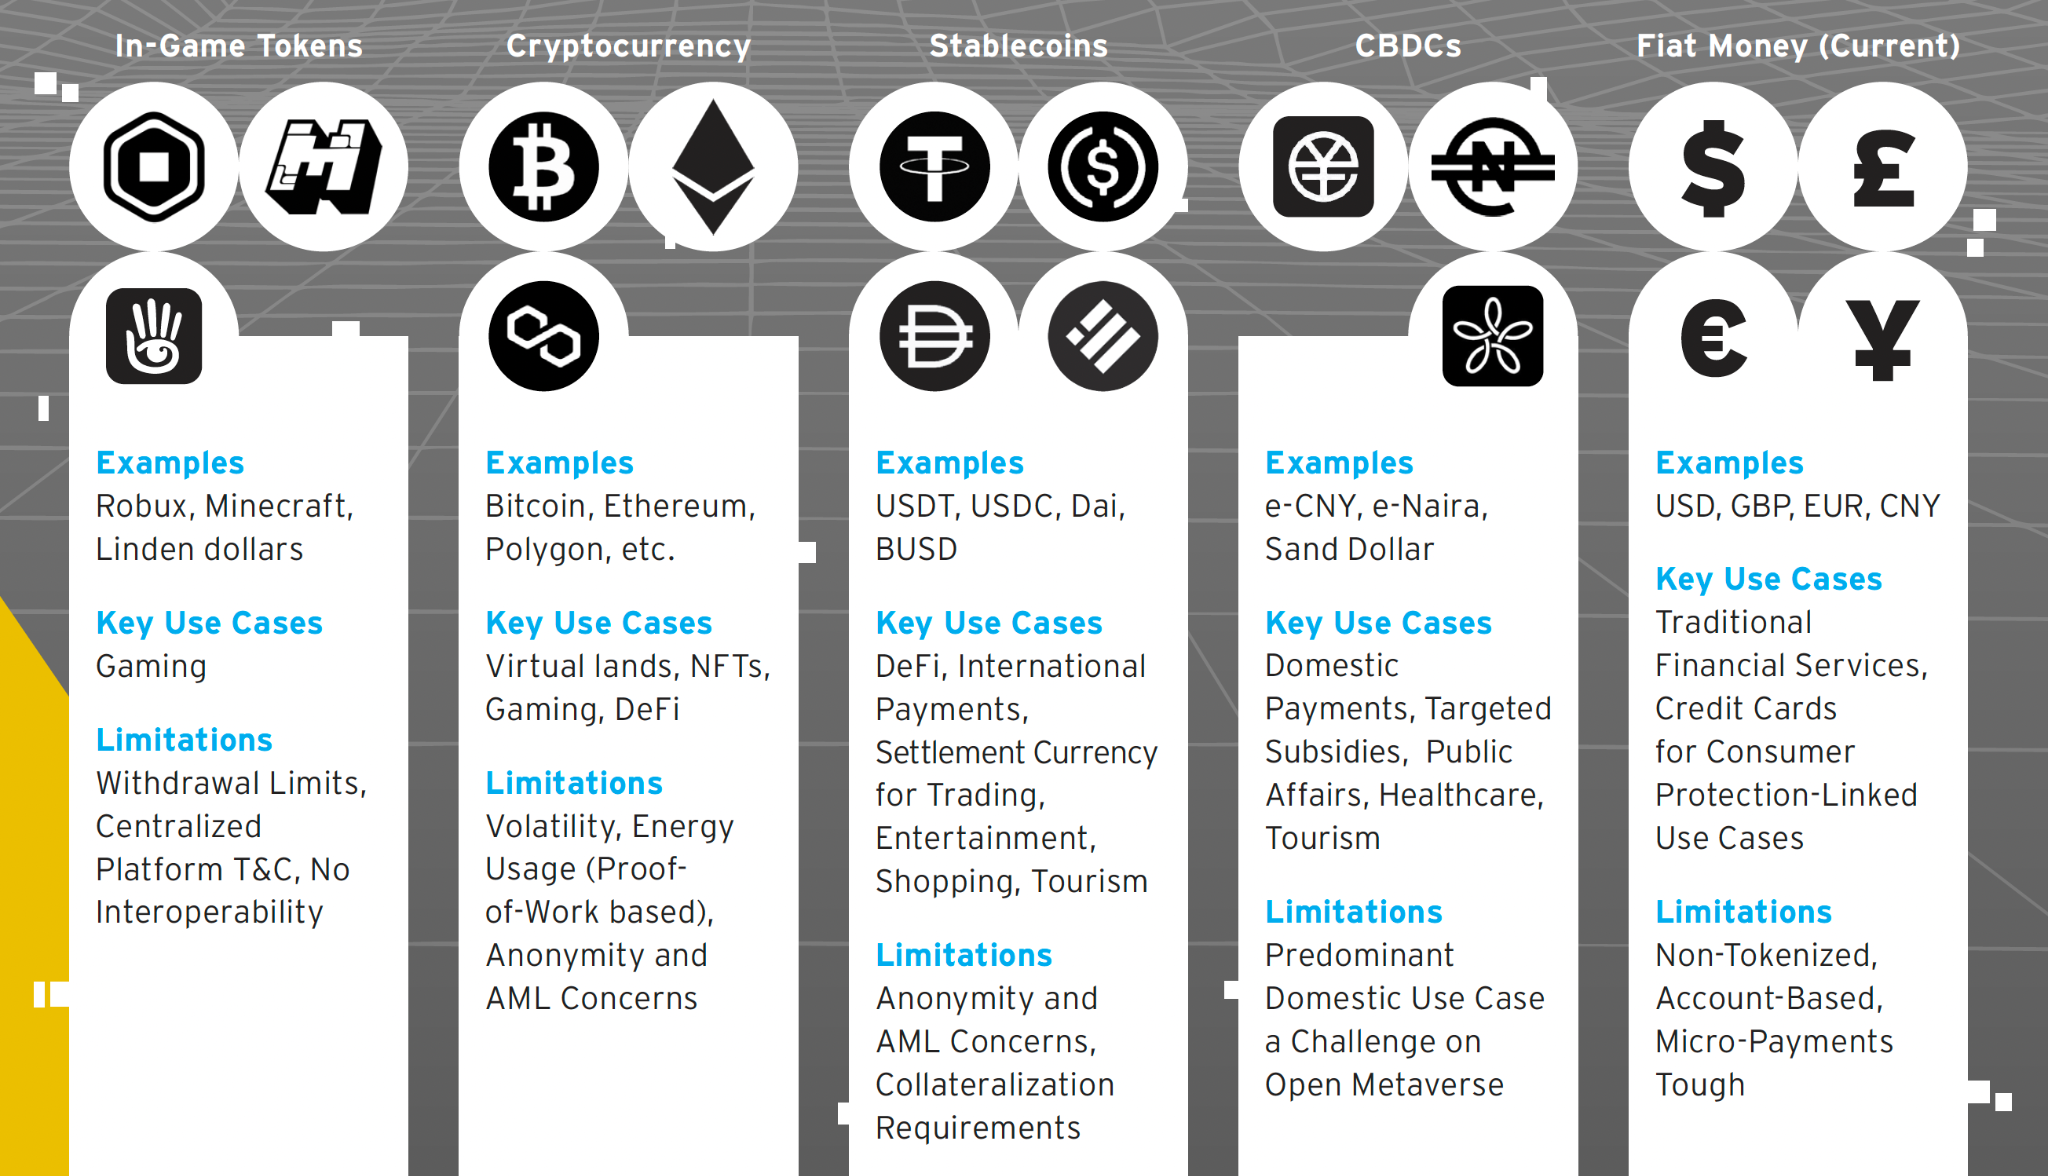 In-Game Tokens
Examples
Robux, Minecraft,
Linden dollars
Key Use Cases
Gaming
Limitations
Withdrawal Limits,
Centralized
Platform T&C, No
Interoperability
Cryptocurrency
Examples
Bitcoin, Ethereum,
Polygon, etc.
Key Use Cases
Virtual lands, NFTs,
Gaming, DeFi
Limitations
Volatility, Energy
Usage (Proof-
of-Work based),
Anonymity and
AML Concerns
Stablecoins
Examples
USDT, USDC, Dai,
BUSD
Key Use Cases
DeFi, International
Payments,
Settlement Currency
for Trading,
Entertainment,
Shopping, Tourism
Limitations
Anonymity and
AML Concerns,
Collateralization
Requirements
CBDCs
Examples
e-CNY, e-Naira,
Sand Dollar
Key Use Cases
Domestic
Payments, Targeted
Subsidies, Public
Affairs, Healthcare,
Tourism
Limitations
Predominant
Domestic Use Case
a Challenge on
Open Metaverse
Fiat Money (Current)
$ £
€ ¥
Examples
USD, GBP, EUR, CNY
Key Use Cases
Traditional
Financial Services,
Credit Cards
for Consumer
Protection-Linked
Use Cases
Limitations
Non-Tokenized,
Account-Based,
Micro-Payments
Tough